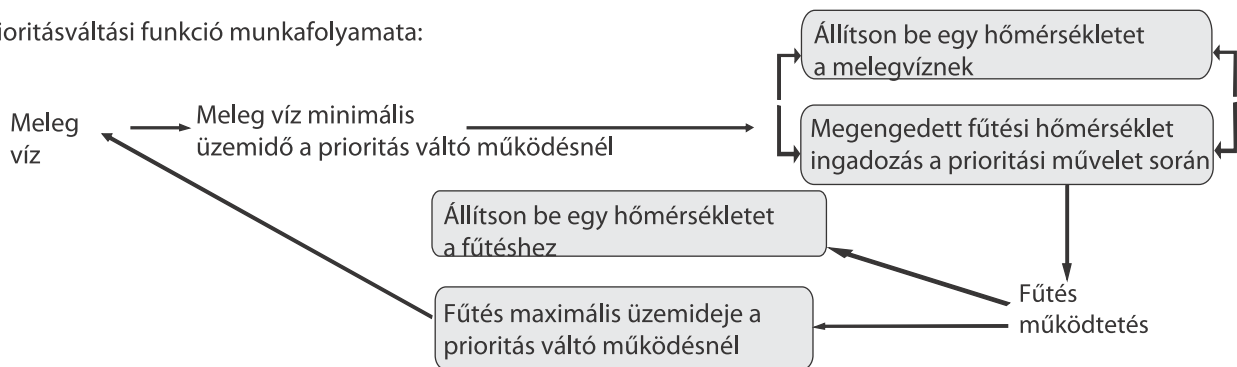 ioritásváltási funkció munkafolyamata:
Állítson be egy hőmérsékletet
a melegvíznek
Meleg
víz
Meleg víz minimális
üzemidő a prioritás váltó működésnél
Megengedett fűtési hőmérséklet
ingadozás a prioritási művelet során
Állítson be egy hőmérsékletet
a fűtéshez
Fűtés
működtetés
Fűtés maximális üzemideje a
prioritás váltó működésnél